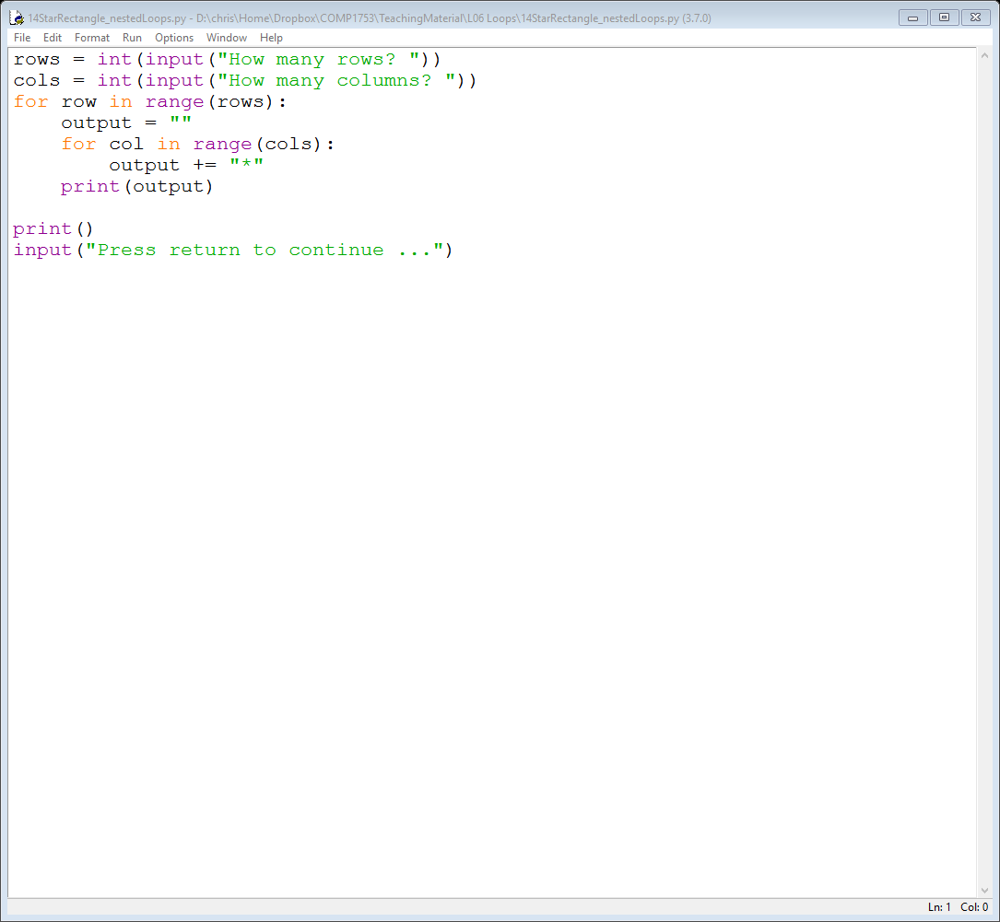 14StarRectangle_nestedLoops.py - D:\chris\Home\Dropbox\COMP1753\TeachingMaterial\L06 Loops\14StarRectangle_nestedLoops.py (3.7.0)
File Edit Format Run Options Window Help
rows = int(input("How many rows? "))
cols = int(input("How many columns? "))
for row in range(rows):
    output = ""
    for col in range(cols):
        output += "*"
    print(output)

print()
input("Press return to continue ...")
Ln: 1 Col: 0